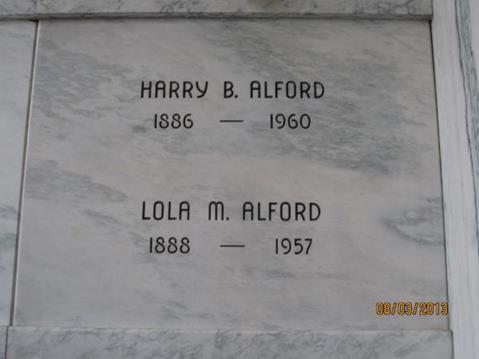 HARRY B. ALFORD
1886 — 1960
LOLA M. ALFORD
1888 — 1957
08/03/2013